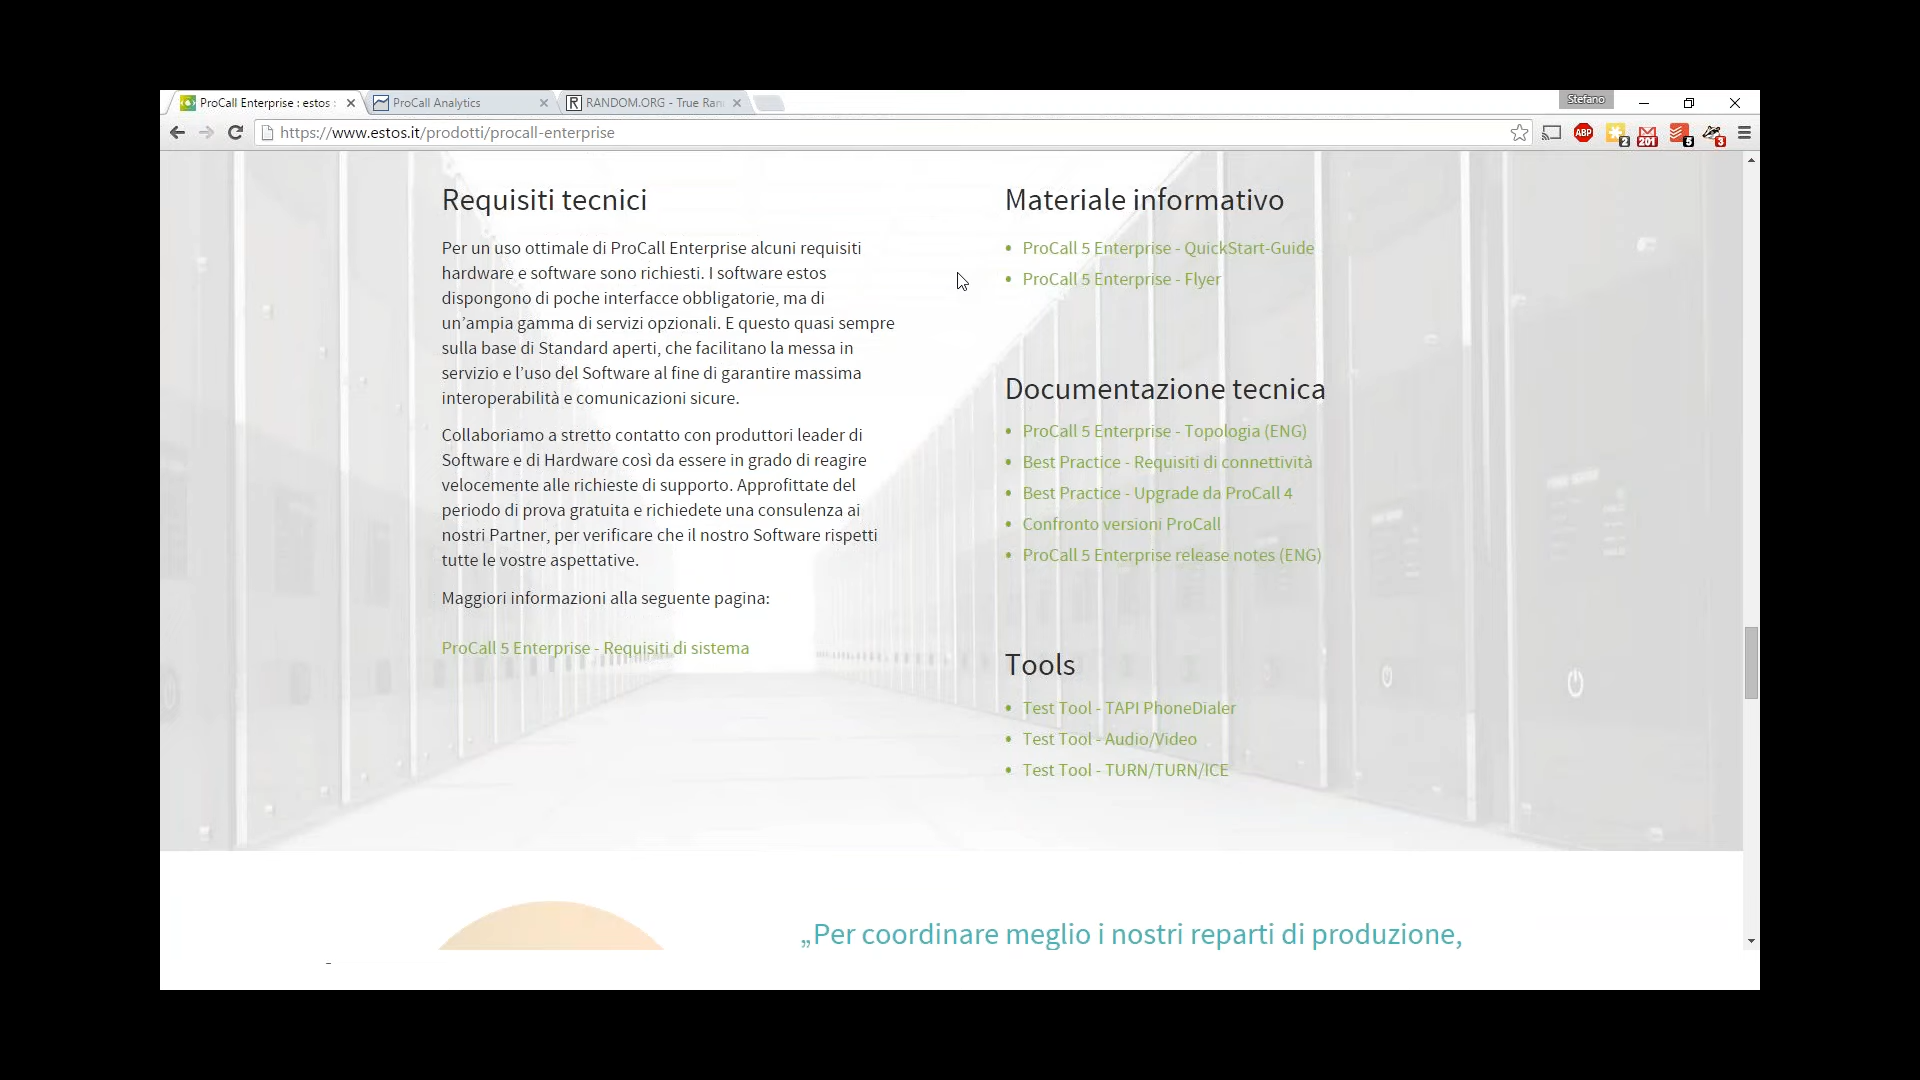 ProCall Enterprise : estos :
ProCall Analytics
RANDOM.ORG - True Ran
Stefano
https://www.estos.it/prodotti/procall-enterprise
ABP
2
201
5
3
Requisiti tecnici
Per un uso ottimale di ProCall Enterprise alcuni requisiti
hardware e software sono richiesti. I software estos
dispongono di poche interfacce obbligatorie, ma di
un'ampia gamma di servizi opzionali. E questo quasi sempre
sulla base di Standard aperti, che facilitano la messa in
servizio e l'uso del Software al fine di garantire massima
interoperabilità e comunicazioni sicure.
Collaboriamo a stretto contatto con produttori leader di
Software e di Hardware così da essere in grado di reagire
velocemente alle richieste di supporto. Approfittate del
periodo di prova gratuita e richiedete una consulenza ai
nostri Partner, per verificare che il nostro Software rispetti
tutte le vostre aspettative.
Maggiori informazioni alla seguente pagina:
ProCall 5 Enterprise - Requisiti di sistema
Materiale informativo
• ProCall 5 Enterprise - QuickStart-Guide
• ProCall 5 Enterprise - Flyer
Documentazione tecnica
• ProCall 5 Enterprise - Topologia (ENG)
• Best Practice - Requisiti di connettività
• Best Practice - Upgrade da ProCall 4
• Confronto versioni ProCall
• ProCall 5 Enterprise release notes (ENG)
Tools
• Test Tool - TAPI PhoneDialer
• Test Tool - Audio/Video
• Test Tool - TURN/TURN/ICE
„Per coordinare meglio i nostri reparti di produzione,